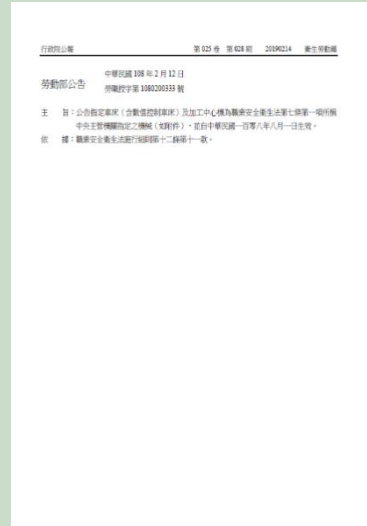 行政院公報 第 025 卷 第 028 期 20190214 衛生勞動篇
中華民國 108 年 2 月 12 日
勞動部公告
勞職授字第 1080200333 號
主 旨：公告指定車床（含數值控制車床）及加工中心機為職業安全衛生法第七條第一項所稱
中央主管機關指定之機械（如附件），並自中華民國一百零八年八月一日生效。
依 據：職業安全衛生法施行細則第十二條第十一款。